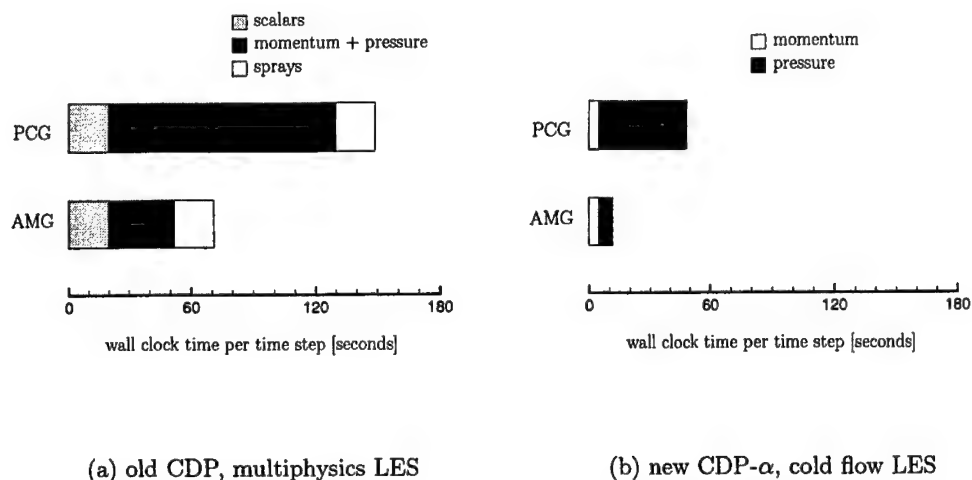 scalars
momentum + pressure
sprays
PCG
AMG
0 60 120 180
wall clock time per time step [seconds]
(a) old CDP, multiphysics LES
momentum
pressure
PCG
AMG
0 60 120 180
wall clock time per time step [seconds]
(b) new CDP-α, cold flow LES